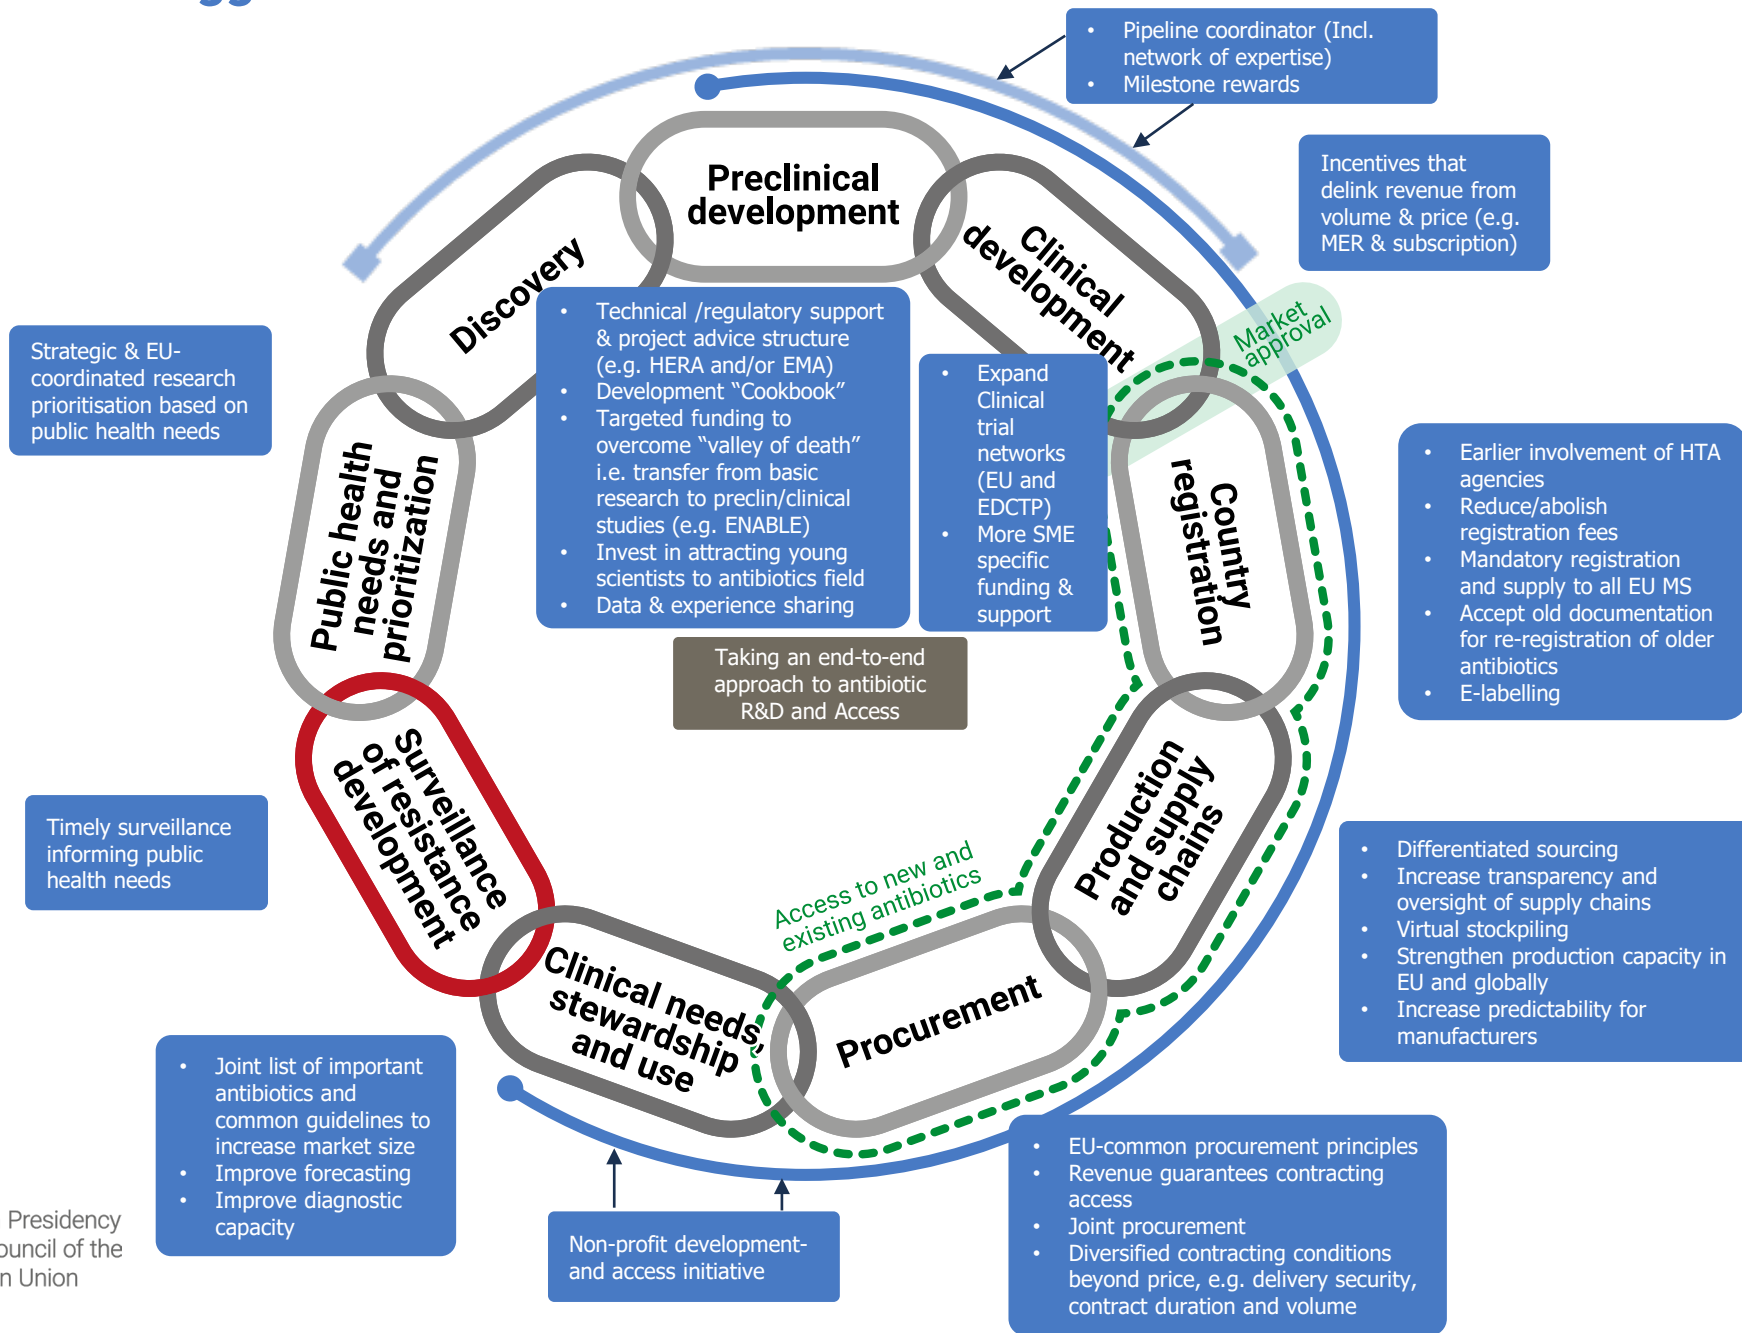 • Pipeline coordinator (Incl.
network of expertise)
• Milestone rewards
Incentives that
delink revenue from
volume & price (e.g.
MER & subscription)
Preclinical
development
Clinical
development
Discovery
Market
approval
Strategic & EU-
coordinated research
prioritisation based on
public health needs
• Technical /regulatory support
& project advice structure
(e.g. HERA and/or EMA)
• Development “Cookbook”
• Targeted funding to
overcome “valley of death”
i.e. transfer from basic
research to preclin/clinical
studies (e.g. ENABLE)
• Invest in attracting young
scientists to antibiotics field
• Data & experience sharing
• Expand
Clinical
trial
networks
(EU and
EDCTP)
• More SME
specific
funding &
support
Public health
needs and
prioritization
Country
registration
• Earlier involvement of HTA
agencies
• Reduce/abolish
registration fees
• Mandatory registration
and supply to all EU MS
• Accept old documentation
for re-registration of older
antibiotics
• E-labelling
Taking an end-to-end
approach to antibiotic
R&D and Access
Surveillance
of resistance
development
Production
and supply
chains
Timely surveillance
informing public
health needs
Access to new and
existing antibiotics
• Differentiated sourcing
• Increase transparency and
oversight of supply chains
• Virtual stockpiling
• Strengthen production capacity in
EU and globally
• Increase predictability for
manufacturers
Clinical needs,
stewardship
and use
Procurement
• Joint list of important
antibiotics and
common guidelines to
increase market size
• Improve forecasting
• Improve diagnostic
capacity
Non-profit development-
and access initiative
• EU-common procurement principles
• Revenue guarantees contracting
access
• Joint procurement
• Diversified contracting conditions
beyond price, e.g. delivery security,
contract duration and volume
Presidency
ouncil of the
n Union